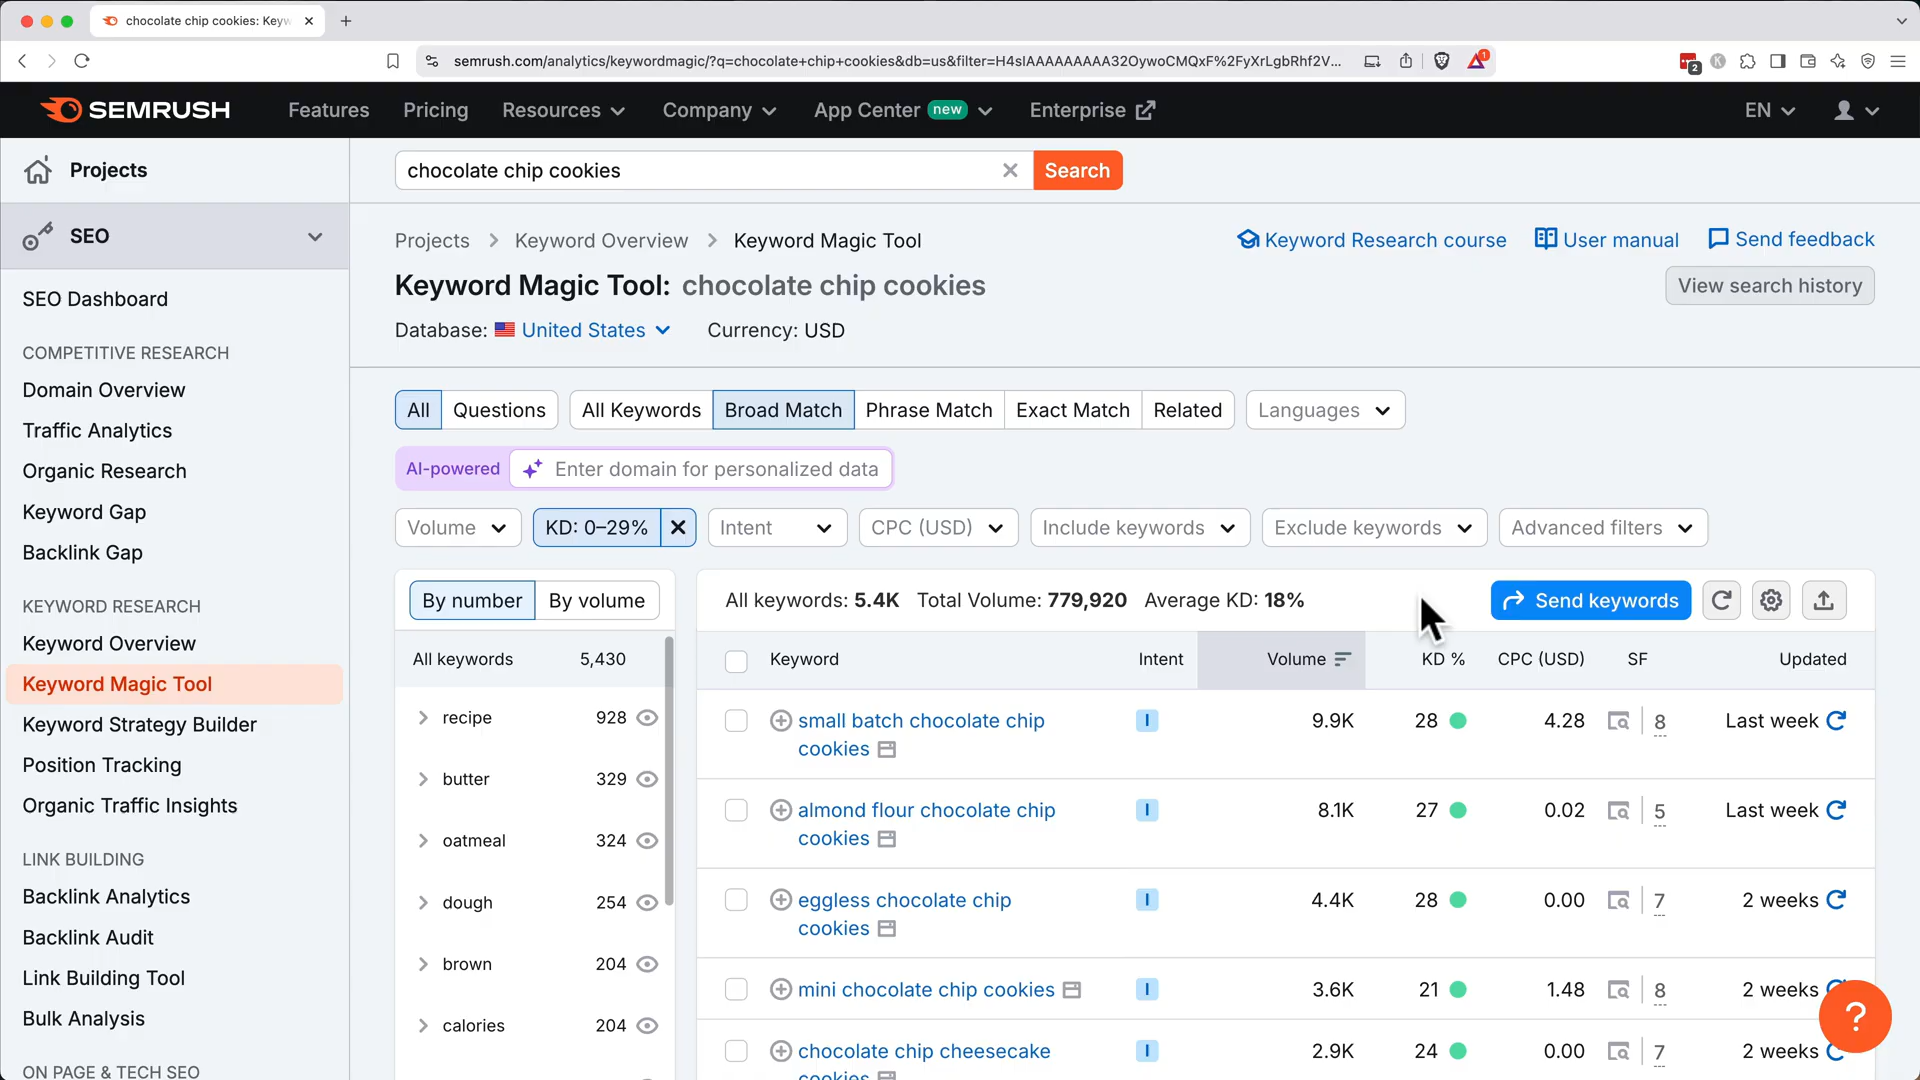 chocolate chip cookies: Keyw
semrush.com/analytics/keywordmagic/?q=chocolate+chip+cookies&db=us&filter=H4sIAAAAAAAAA32OywoCMQxF%2FyXrLgbRhf2V...
1
2
K
SEMRUSH
Features
Pricing
Resources
Company
App Center new
Enterprise
EN
Projects
chocolate chip cookies
Search
SEO
Projects > Keyword Overview > Keyword Magic Tool
Keyword Research course
User manual
Send feedback
Keyword Magic Tool: chocolate chip cookies
View search history
Database: United States
Currency: USD
SEO Dashboard
COMPETITIVE RESEARCH
Domain Overview
Traffic Analytics
Organic Research
Keyword Gap
Backlink Gap
KEYWORD RESEARCH
Keyword Overview
Keyword Magic Tool
Keyword Strategy Builder
Position Tracking
Organic Traffic Insights
LINK BUILDING
Backlink Analytics
Backlink Audit
Link Building Tool
Bulk Analysis
ON PAGE & TECH SEO
All
Questions
All Keywords
Broad Match
Phrase Match
Exact Match
Related
Languages
AI-powered
Enter domain for personalized data
Volume
KD: 0–29%
Intent
CPC (USD)
Include keywords
Exclude keywords
Advanced filters
By number
By volume
All keywords 5,430
recipe 928
butter 329
oatmeal 324
dough 254
brown 204
calories 204
All keywords: 5.4K Total Volume: 779,920 Average KD: 18%
Send keywords
Keyword Intent Volume KD % CPC (USD) SF Updated
small batch chocolate chip I 9.9K 28 4.28 8 Last week
cookies
almond flour chocolate chip I 8.1K 27 0.02 5 Last week
cookies
eggless chocolate chip I 4.4K 28 0.00 7 2 weeks
cookies
mini chocolate chip cookies I 3.6K 21 1.48 8 2 weeks
chocolate chip cheesecake I 2.9K 24 0.00 7 2 weeks
cookies
?